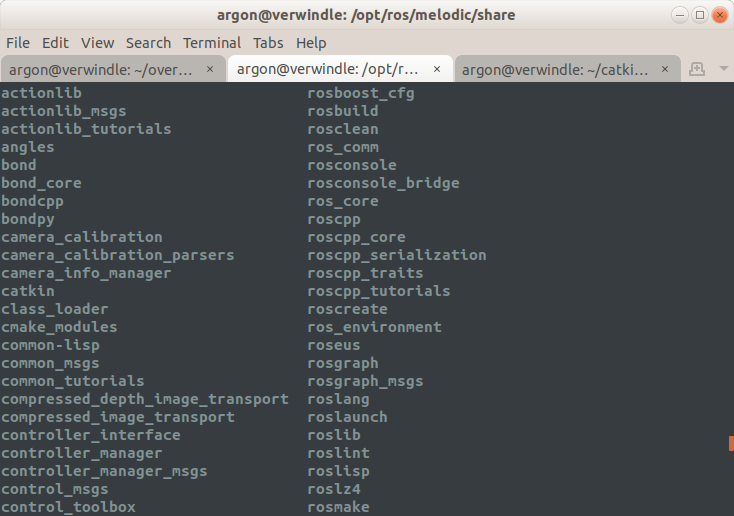 argon@verwindle: /opt/ros/melodic/share
File Edit View Search Terminal Tabs Help
argon@verwindle: ~/over… × argon@verwindle: /opt/r… × argon@verwindle: ~/catki… ×
actionlib rosboost_cfg
actionlib_msgs rosbuild
actionlib_tutorials rosclean
angles ros_comm
bond rosconsole
bond_core rosconsole_bridge
bondcpp ros_core
bondpy roscpp
camera_calibration roscpp_core
camera_calibration_parsers roscpp_serialization
camera_info_manager roscpp_traits
catkin roscpp_tutorials
class_loader roscreate
cmake_modules ros_environment
common-lisp roseus
common_msgs rosgraph
common_tutorials rosgraph_msgs
compressed_depth_image_transport roslang
compressed_image_transport roslaunch
controller_interface roslib
controller_manager roslint
controller_manager_msgs roslisp
control_msgs roslz4
control_toolbox rosmake